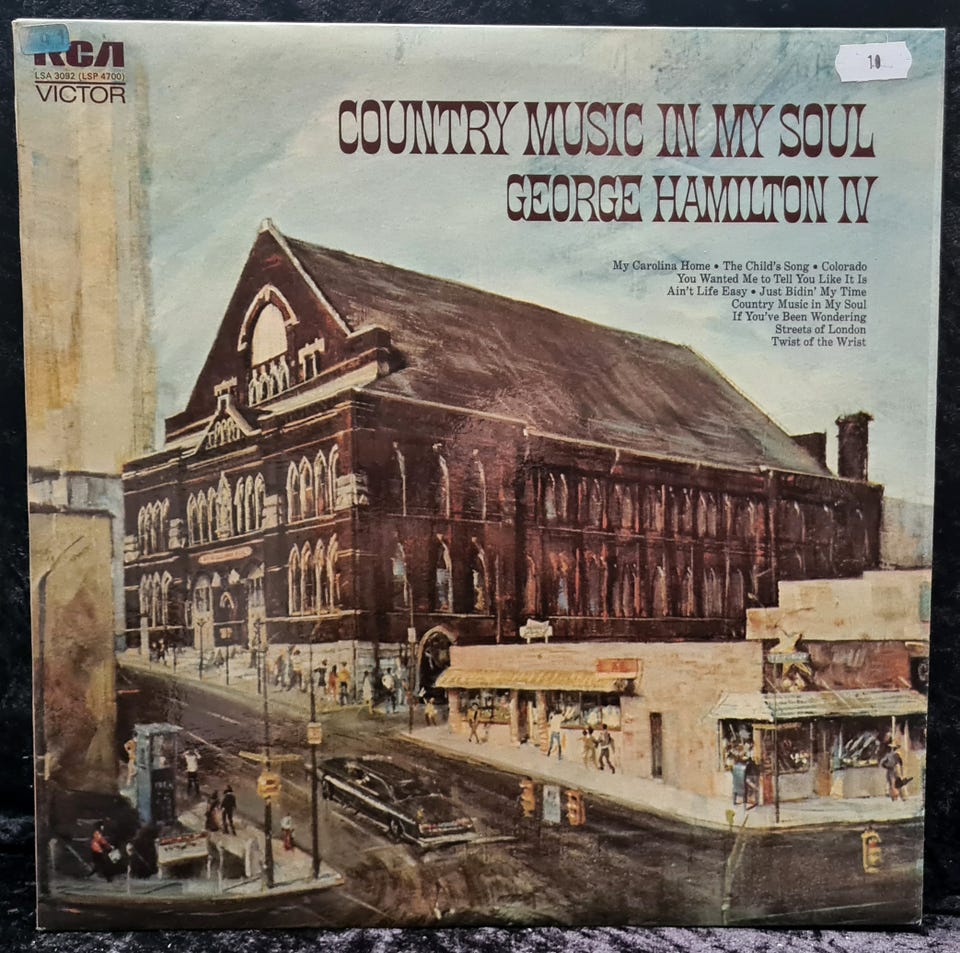 RCA
LSA 3092 (LSP 4700)
VICTOR
10
COUNTRY MUSIC IN MY SOUL
GEORGE HAMILTON IV
My Carolina Home • The Child's Song • Colorado
You Wanted Me to Tell You Like It Is
Ain't Life Easy • Just Bidin' My Time
Country Music in My Soul
If You've Been Wondering
Streets of London
Twist of the Wrist